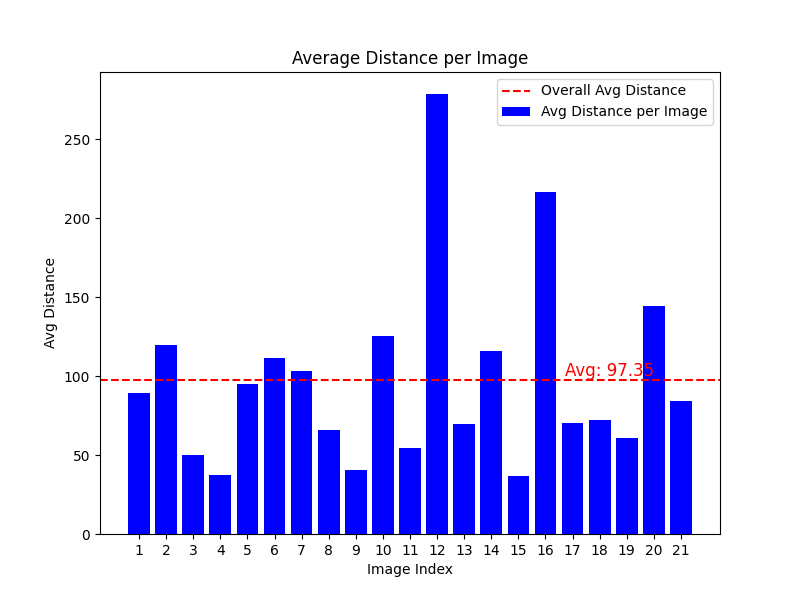 Average Distance per Image
Overall Avg Distance
Avg Distance per Image
Avg: 97.35
Avg Distance
250
200
150
100
50
0
1 2 3 4 5 6 7 8 9 10 11 12 13 14 15 16 17 18 19 20 21
Image Index